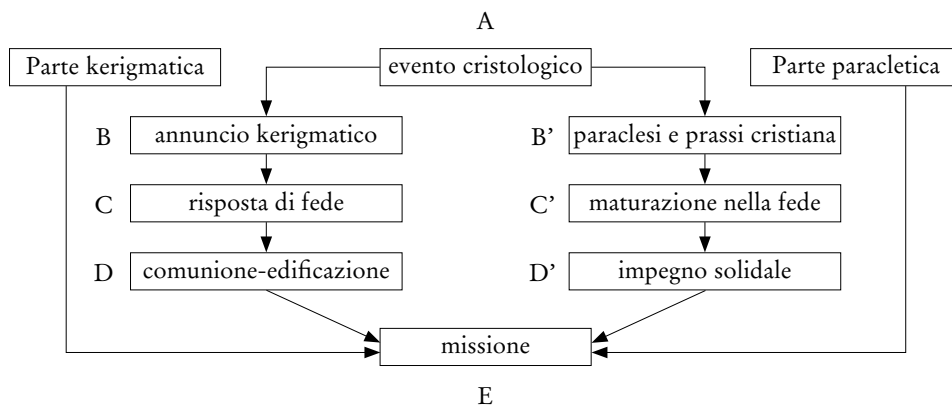 A
Parte kerigmatica
evento cristologico
Parte paracletica
B
annuncio kerigmatico
B’
paraclesi e prassi cristiana
C
risposta di fede
C’
maturazione nella fede
D
comunione-edificazione
D’
impegno solidale
missione
E